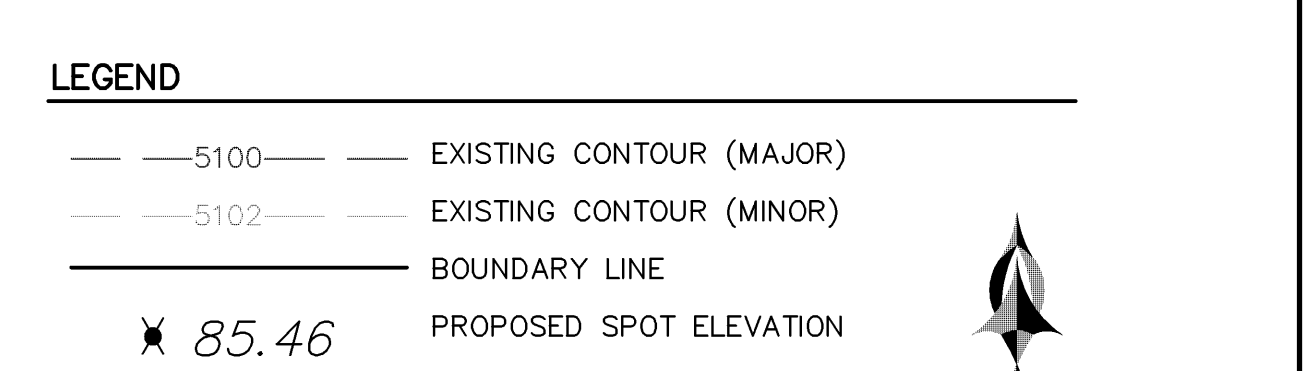 LEGEND
5100 EXISTING CONTOUR (MAJOR)
5102 EXISTING CONTOUR (MINOR)
BOUNDARY LINE
85.46 PROPOSED SPOT ELEVATION